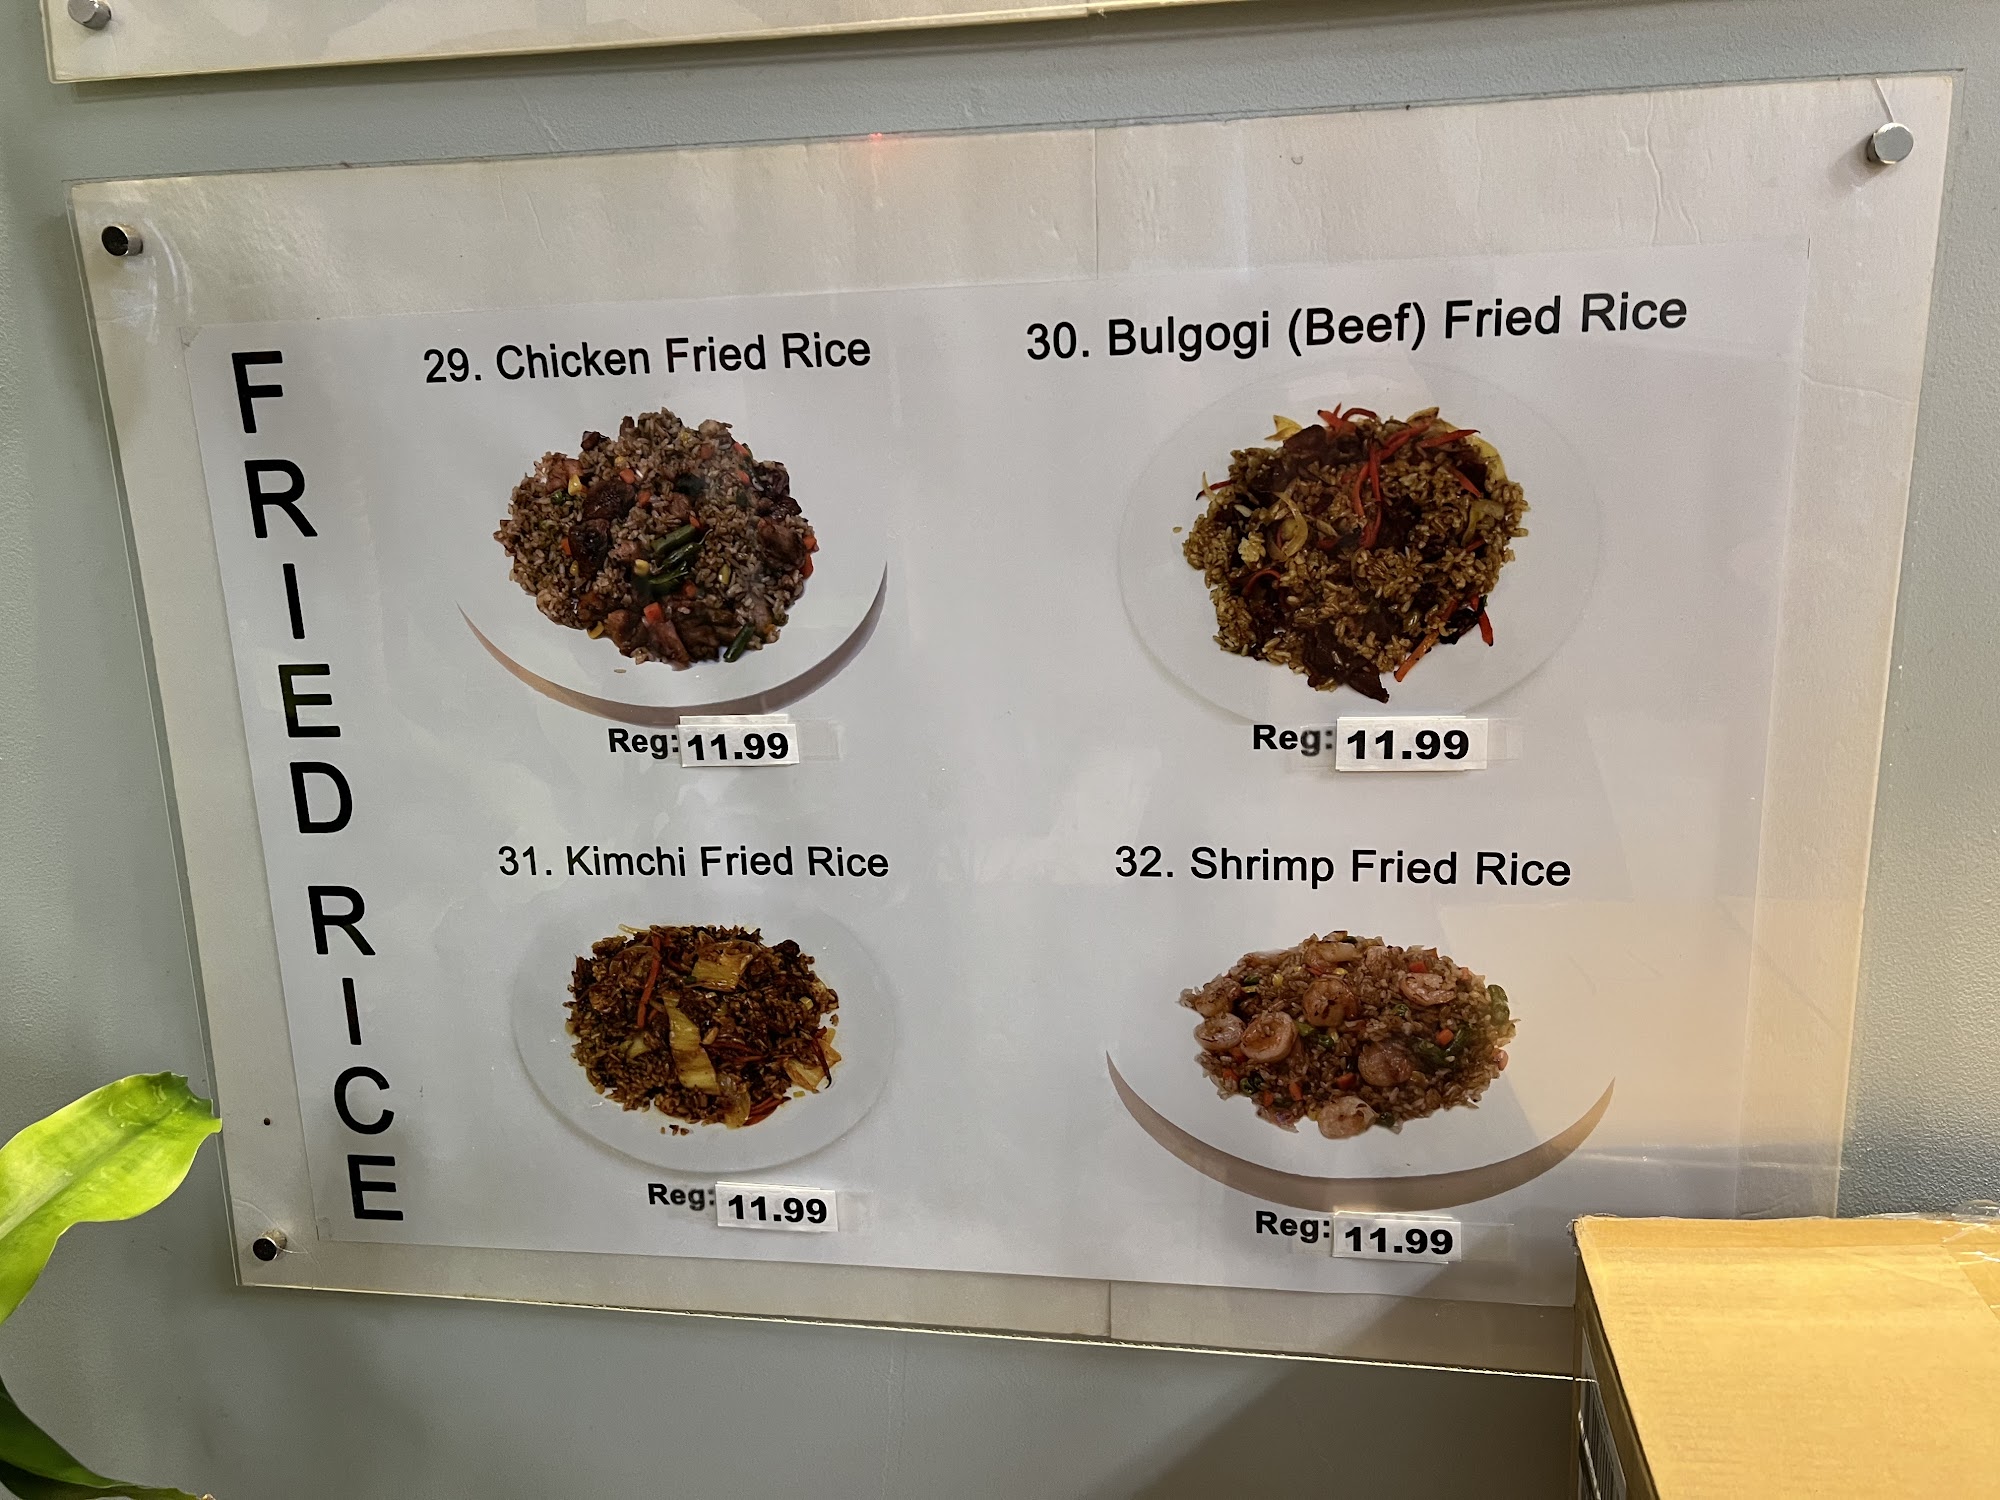 FRIED RICE
29. Chicken Fried Rice
Reg: 11.99
30. Bulgogi (Beef) Fried Rice
Reg: 11.99
31. Kimchi Fried Rice
Reg: 11.99
32. Shrimp Fried Rice
Reg: 11.99